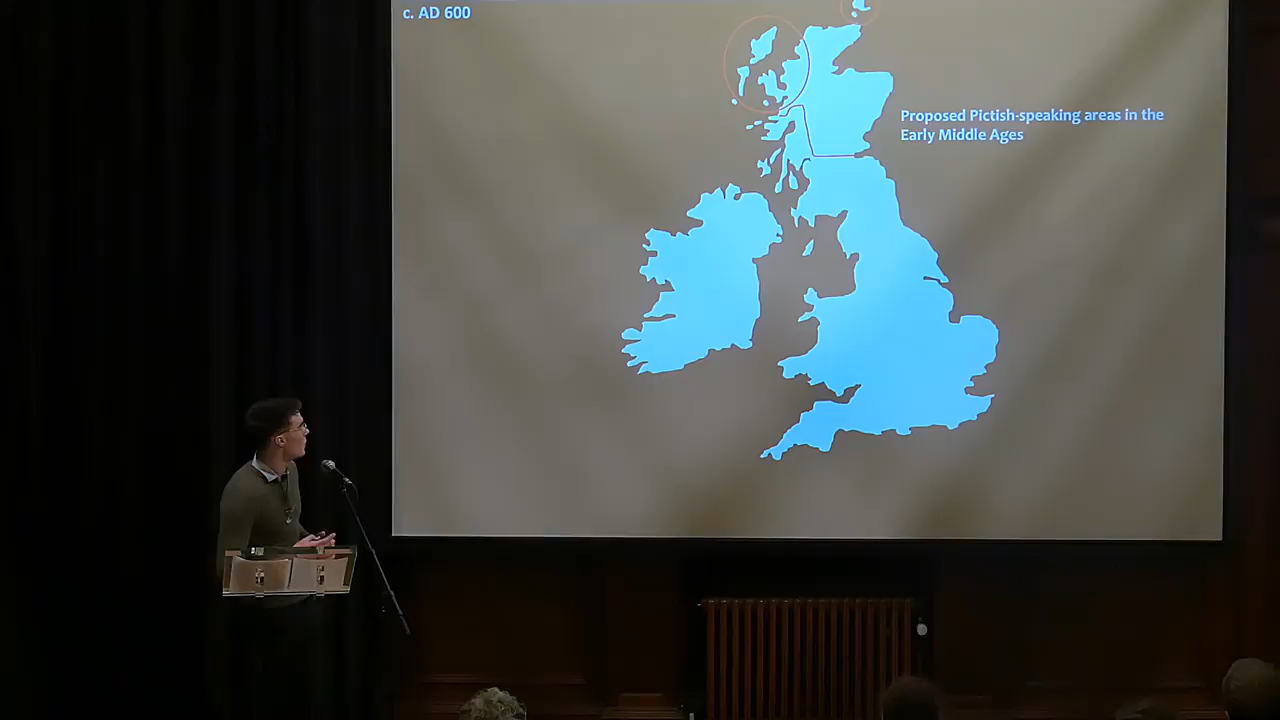 c. AD 600
Proposed Pictish-speaking areas in the
Early Middle Ages